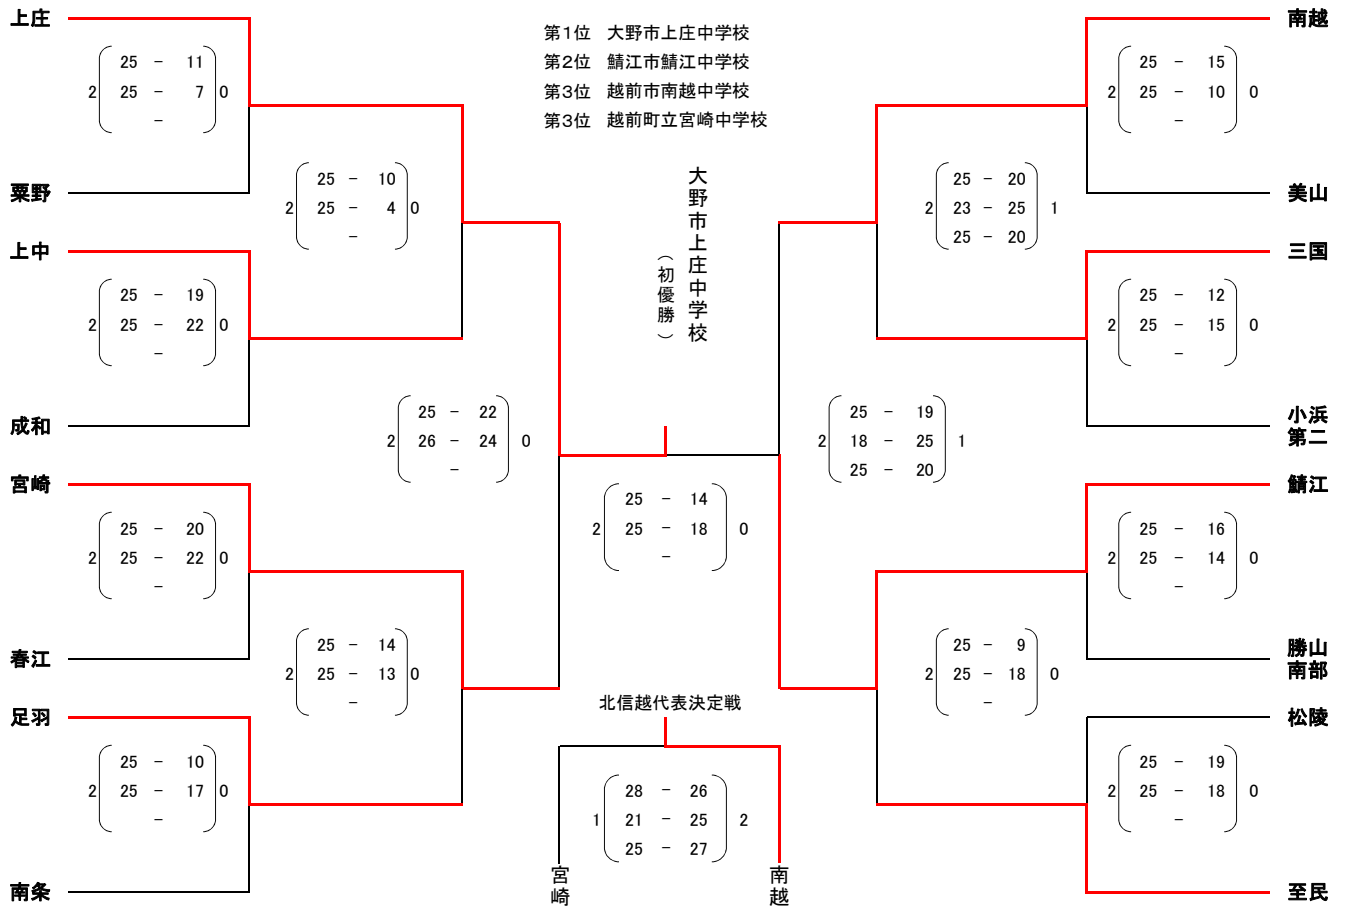 上庄
25 － 11
2 25 － 7 0
－
粟野
上中
25 － 19
2 25 － 22 0
－
成和
宮崎
25 － 20
2 25 － 22 0
－
春江
足羽
25 － 10
2 25 － 17 0
－
南条
25 － 10
2 25 － 4 0
－
25 － 14
2 25 － 13 0
－
25 － 22
2 26 － 24 0
－
第1位 大野市上庄中学校
第2位 鯖江市鯖江中学校
第3位 越前市南越中学校
第3位 越前町立宮崎中学校
大野市上庄中学校
（初優勝）
25 － 14
2 25 － 18 0
－
北信越代表決定戦
28 － 26
1 21 － 25 2
25 － 27
宮崎
南越
25 － 19
2 18 － 25 1
25 － 20
25 － 20
2 23 － 25 1
25 － 20
25 － 9
2 25 － 18 0
－
南越
25 － 15
2 25 － 10 0
－
美山
三国
25 － 12
2 25 － 15 0
－
小浜
第二
鯖江
25 － 16
2 25 － 14 0
－
勝山
南部
松陵
25 － 19
2 25 － 18 0
－
至民